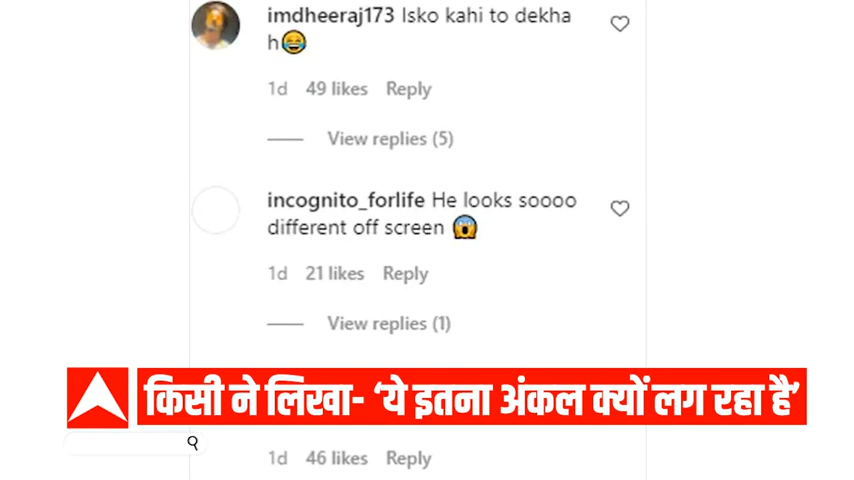 imdheeraj173 Isko kahi to dekha
h😂
1d 49 likes Reply
View replies (5)
incognito_forlife He looks soooo
different off screen 😱
1d 21 likes Reply
View replies (1)
किसी ने लिखा- ‘ये इतना अंकल क्यों लग रहा है’
1d 46 likes Reply